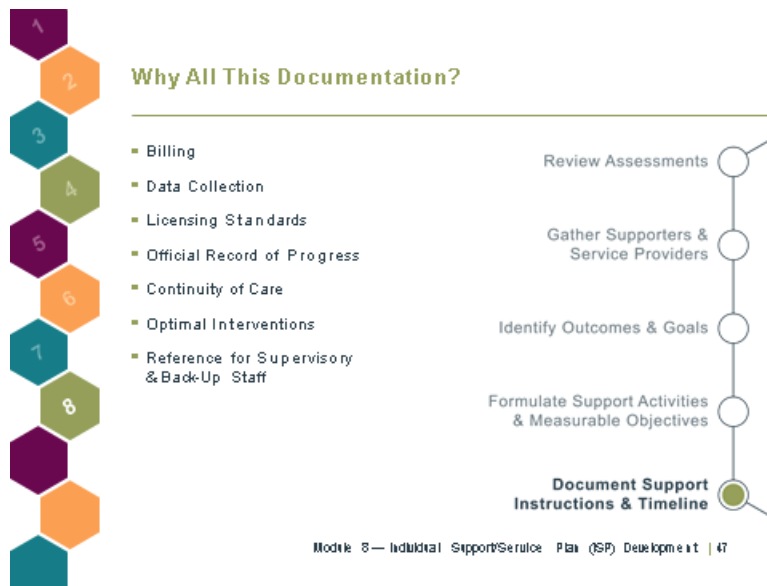 1
2
3
4
5
6
7
8
Why All This Documentation?
Billing
Data Collection
Licensing Standards
Official Record of Progress
Continuity of Care
Optimal Interventions
Reference for Supervisory
& Back-Up Staff
Review Assessments
Gather Supporters &
Service Providers
Identify Outcomes & Goals
Formulate Support Activities
& Measurable Objectives
Document Support
Instructions & Timeline
Module 8— Individual Support/Service Plan (ISP) Development | 47